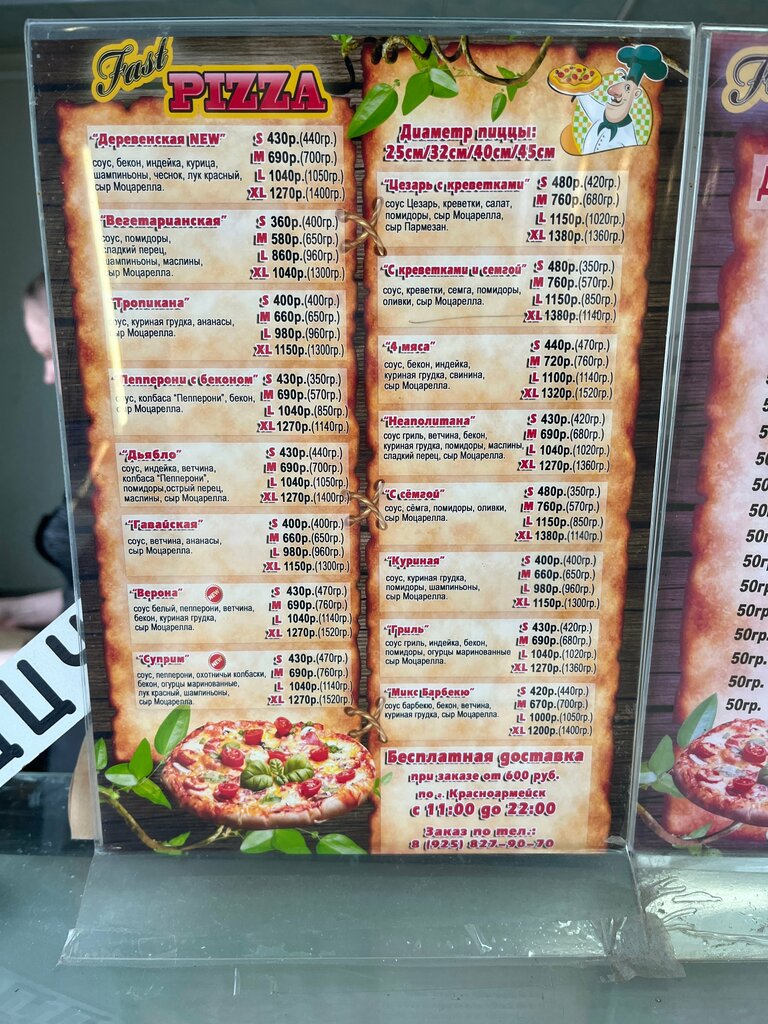 Fast
PIZZA
"Деревенская NEW"
соус, бекон, индейка, курица,
шампиньоны, чеснок, лук красный,
сыр Моцарелла.
S 430р.(440гр.)
M 690р.(700гр.)
L 1040р.(1050гр.)
XL 1270р.(1400гр.)
"Вегетарианская"
соус, помидоры,
сладкий перец,
шампиньоны, маслины,
сыр Моцарелла.
S 360р.(400гр.)
M 580р.(650гр.)
L 860р.(960гр.)
XL 1040р.(1300гр.)
"Тропикана"
соус, куриная грудка, ананасы,
сыр Моцарелла.
S 400р.(400гр.)
M 660р.(650гр.)
L 980р.(960гр.)
XL 1150р.(1300гр.)
"Пепперони с беконом"
соус, колбаса "Пепперони", бекон,
сыр Моцарелла.
S 430р.(350гр.)
M 690р.(570гр.)
L 1040р.(850гр.)
XL 1270р.(1140гр.)
"Дьябло"
соус, индейка, ветчина,
колбаса "Пепперони",
помидоры,острый перец,
маслины, сыр Моцарелла.
S 430р.(440гр.)
M 690р.(700гр.)
L 1040р.(1050гр.)
XL 1270р.(1400гр.)
"Гавайская"
соус, ветчина, ананасы,
сыр Моцарелла.
S 400р.(400гр.)
M 660р.(650гр.)
L 980р.(960гр.)
XL 1150р.(1300гр.)
"Верона" NEW
соус белый, пепперони, ветчина,
бекон, куриная грудка,
сыр Моцарелла.
S 430р.(470гр.)
M 690р.(760гр.)
L 1040р.(1140гр.)
XL 1270р.(1520гр.)
"Суприм" NEW
соус, пепперони, охотничьи колбаски,
бекон, огурцы маринованные,
лук красный, шампиньоны,
сыр Моцарелла.
S 430р.(470гр.)
M 690р.(760гр.)
L 1040р.(1140гр.)
XL 1270р.(1520гр.)
Диаметр пиццы:
25см/32см/40см/45см
"Цезарь с креветками"
соус Цезарь, креветки, салат,
помидоры, сыр Моцарелла,
сыр Пармезан.
S 480р.(420гр.)
M 760р.(680гр.)
L 1150р.(1020гр.)
XL 1380р.(1360гр.)
"С креветками и семгой"
соус, креветки, семга, помидоры,
оливки, сыр Моцарелла.
S 480р.(350гр.)
M 760р.(570гр.)
L 1150р.(850гр.)
XL 1380р.(1140гр.)
"4 мяса"
соус, бекон, индейка,
куриная грудка, свинина,
сыр Моцарелла.
S 440р.(470гр.)
M 720р.(760гр.)
L 1100р.(1140гр.)
XL 1320р.(1520гр.)
"Неаполитана"
соус гриль, ветчина, бекон,
куриная грудка, помидоры, маслины,
сладкий перец, сыр Моцарелла.
S 430р.(420гр.)
M 690р.(680гр.)
L 1040р.(1020гр.)
XL 1270р.(1360гр.)
"С сёмгой"
соус, сёмга, помидоры, оливки,
сыр Моцарелла.
S 480р.(350гр.)
M 760р.(570гр.)
L 1150р.(850гр.)
XL 1380р.(1140гр.)
"Куриная"
соус, куриная грудка,
помидоры, шампиньоны,
сыр Моцарелла.
S 400р.(400гр.)
M 660р.(650гр.)
L 980р.(960гр.)
XL 1150р.(1300гр.)
"Гриль"
соус гриль, индейка, бекон,
помидоры, огурцы маринованные
сыр Моцарелла.
S 430р.(420гр.)
M 690р.(680гр.)
L 1040р.(1020гр.)
XL 1270р.(1360гр.)
"Микс Барбекю"
соус барбекю, бекон, ветчина,
куриная грудка, сыр Моцарелла.
S 420р.(440гр.)
M 670р.(700гр.)
L 1000р.(1050гр.)
XL 1200р.(1400гр.)
Бесплатная доставка
при заказе от 600 руб.
по г. Красноармейск
с 11:00 до 22:00
Заказ по тел.:
8 (925) 827-90-70
50гр.
50гр.
50гр.
50гр.
50гр.
50гр.
50гр.